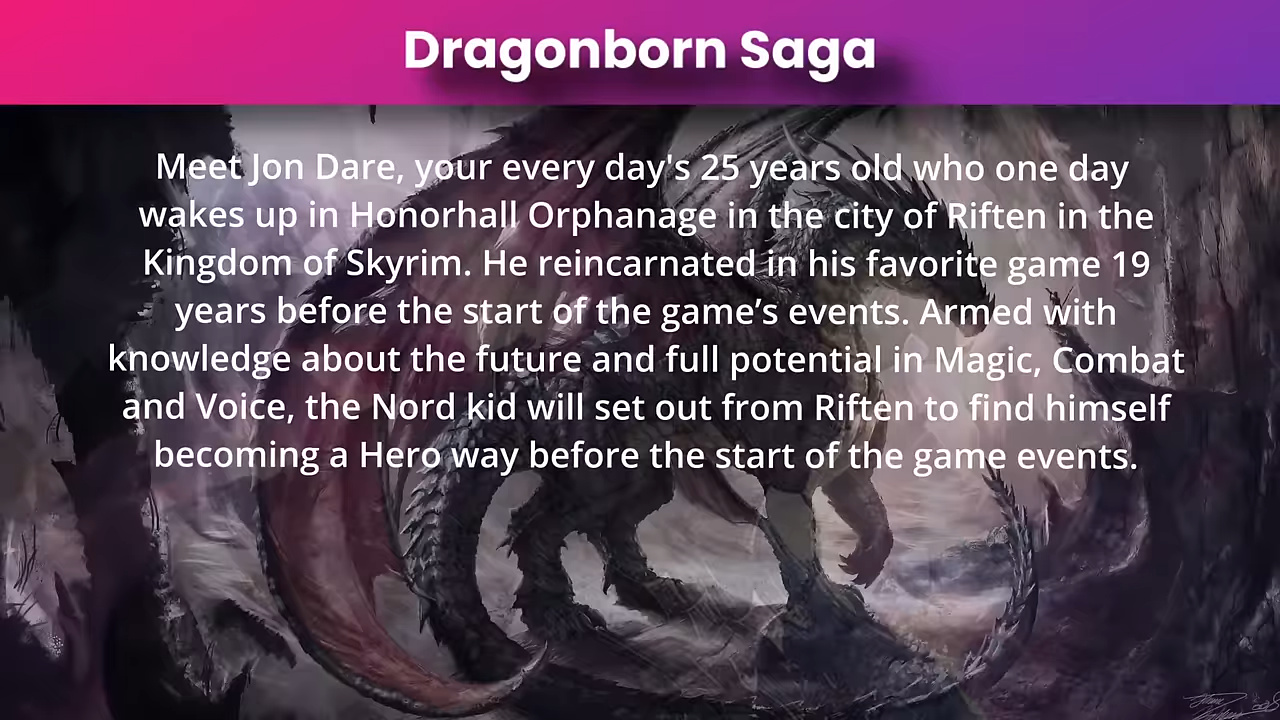 Dragonborn Saga
Meet Jon Dare, your every day's 25 years old who one day
wakes up in Honorhall Orphanage in the city of Riften in the
Kingdom of Skyrim. He reincarnated in his favorite game 19
years before the start of the game’s events. Armed with
knowledge about the future and full potential in Magic, Combat
and Voice, the Nord kid will set out from Riften to find himself
becoming a Hero way before the start of the game events.